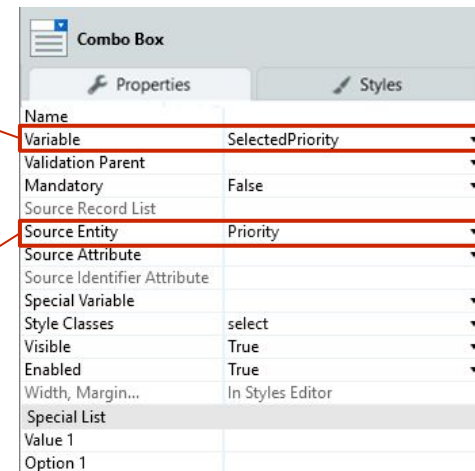 Combo Box
Properties Styles
Name
Variable SelectedPriority
Validation Parent
Mandatory False
Source Record List
Source Entity Priority
Source Attribute
Source Identifier Attribute
Special Variable
Style Classes select
Visible True
Enabled True
Width, Margin... In Styles Editor
Special List
Value 1
Option 1